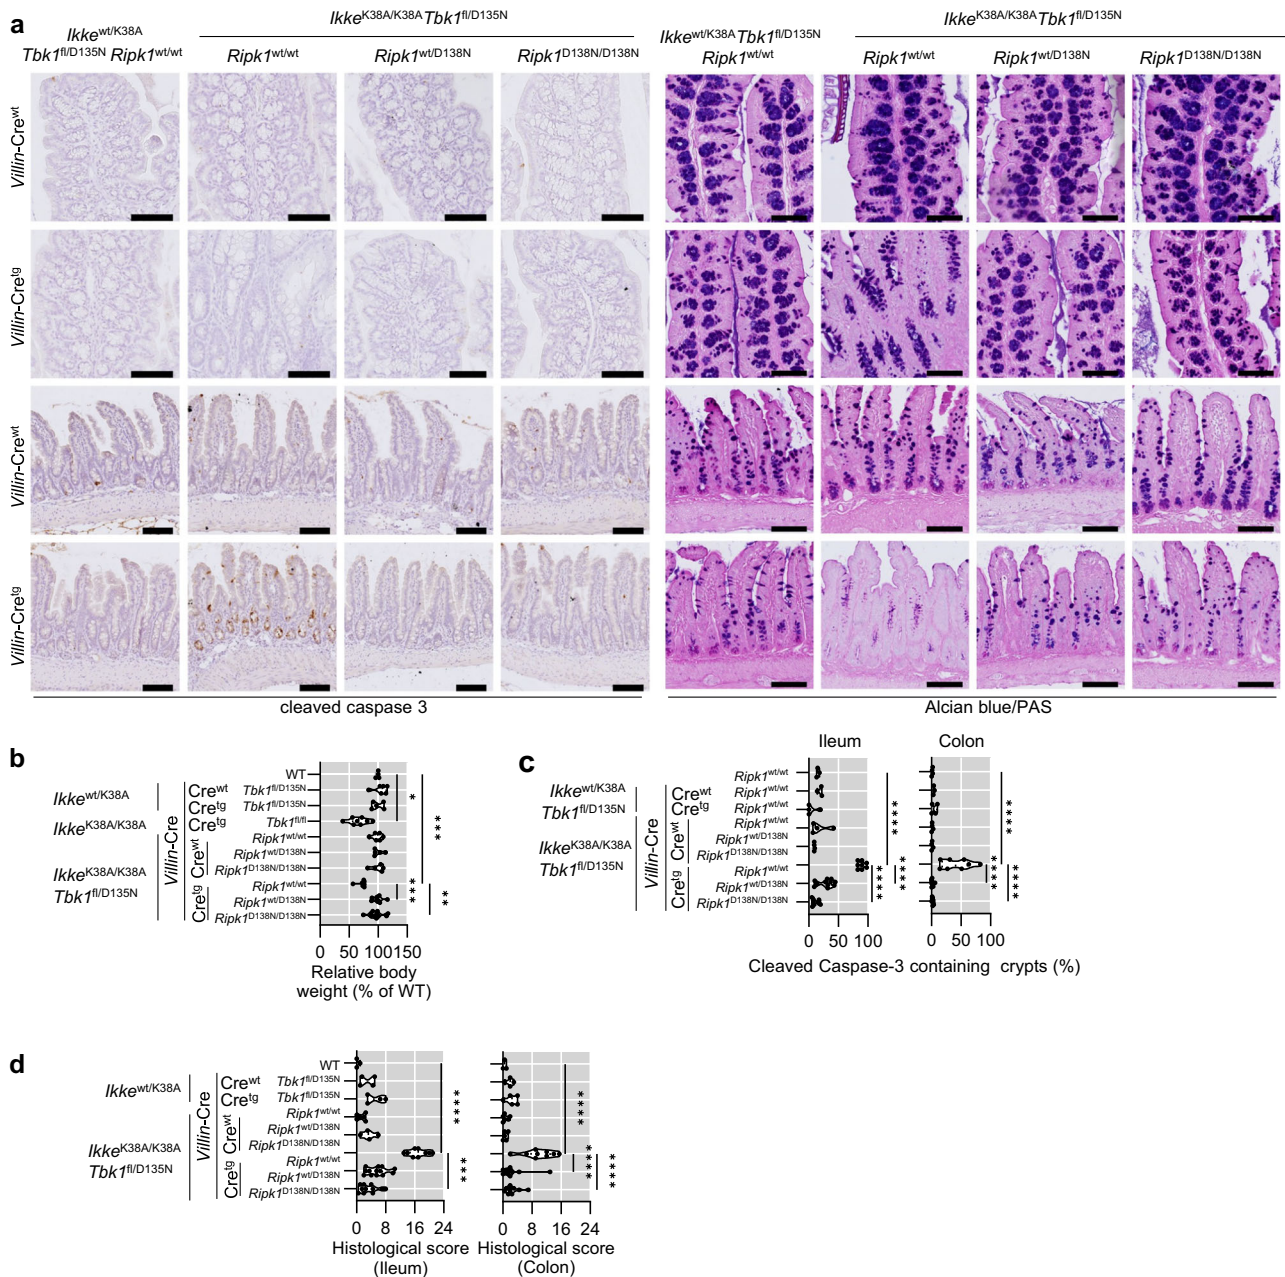 a
Ikke^wt/K38A
Tbk1^fl/D135N Ripk1^wt/wt
Ikke^K38A/K38A Tbk1^fl/D135N
Ripk1^wt/wt
Ripk1^wt/D138N
Ripk1^D138N/D138N
Ikke^wt/K38A Tbk1^fl/D135N
Ripk1^wt/wt
Ikke^K38A/K38A Tbk1^fl/D135N
Ripk1^wt/wt
Ripk1^wt/D138N
Ripk1^D138N/D138N
Villin-Cre^wt
Villin-Cre^tg
Villin-Cre^wt
Villin-Cre^tg
cleaved caspase 3
Alcian blue/PAS
b
Ikke^wt/K38A
Ikke^K38A/K38A
Ikke^K38A/K38A
Tbk1^fl/D135N
Villin-Cre
Cre^wt
Cre^tg
Cre^tg
Cre^wt
Cre^tg
WT
Tbk1^fl/D135N
Tbk1^fl/D135N
Tbk1^fl/fl
Ripk1^wt/wt
Ripk1^wt/D138N
Ripk1^D138N/D138N
Ripk1^wt/wt
Ripk1^wt/D138N
Ripk1^D138N/D138N
*
***
***
**
0 50 100 150
Relative body
weight (% of WT)
c
Ileum
Colon
Ikke^wt/K38A
Tbk1^fl/D135N
Ikke^K38A/K38A
Tbk1^fl/D135N
Villin-Cre
Cre^wt
Cre^tg
Cre^wt
Cre^tg
Ripk1^wt/wt
Ripk1^wt/wt
Ripk1^wt/wt
Ripk1^wt/wt
Ripk1^wt/D138N
Ripk1^D138N/D138N
Ripk1^wt/wt
Ripk1^wt/D138N
Ripk1^D138N/D138N
****
****
****
****
****
****
0 50 100
0 50 100
Cleaved Caspase-3 containing crypts (%)
d
Ikke^wt/K38A
Ikke^K38A/K38A
Tbk1^fl/D135N
Villin-Cre
Cre^wt
Cre^tg
Cre^wt
Cre^tg
WT
Tbk1^fl/D135N
Tbk1^fl/D135N
Ripk1^wt/wt
Ripk1^wt/D138N
Ripk1^D138N/D138N
Ripk1^wt/wt
Ripk1^wt/D138N
Ripk1^D138N/D138N
****
***
****
****
****
0 8 16 24
0 8 16 24
Histological score
(Ileum)
Histological score
(Colon)